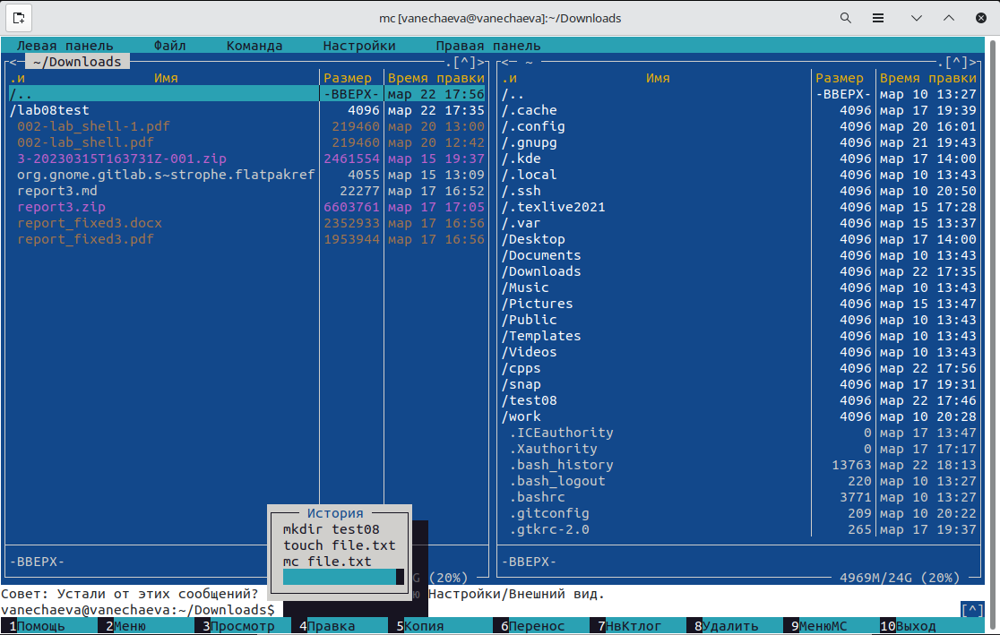 mc [vanechaeva@vanechaeva]:~/Downloads
Левая панель Файл Команда Настройки Правая панель
<─ ~/Downloads .[^]>
.и Имя Размер Время правки
/.. -ВВЕРХ- мар 22 17:56
/lab08test 4096 мар 22 17:35
002-lab_shell-1.pdf 219460 мар 20 13:00
002-lab_shell.pdf 219460 мар 20 12:42
3-20230315T163731Z-001.zip 2461554 мар 15 19:37
org.gnome.gitlab.s~strophe.flatpakref 4055 мар 15 13:09
report3.md 22277 мар 17 16:52
report3.zip 6603761 мар 17 17:05
report_fixed3.docx 2352933 мар 17 16:56
report_fixed3.pdf 1953944 мар 17 16:56
-ВВЕРХ-
G (20%)
<─ ~ .[^]>
.и Имя Размер Время правки
/.. -ВВЕРХ- мар 10 13:27
/.cache 4096 мар 17 19:39
/.config 4096 мар 20 16:01
/.gnupg 4096 мар 21 19:43
/.kde 4096 мар 17 14:00
/.local 4096 мар 10 13:43
/.ssh 4096 мар 10 20:50
/.texlive2021 4096 мар 15 17:28
/.var 4096 мар 15 13:37
/Desktop 4096 мар 17 14:00
/Documents 4096 мар 10 13:43
/Downloads 4096 мар 22 17:35
/Music 4096 мар 10 13:43
/Pictures 4096 мар 15 13:47
/Public 4096 мар 10 13:43
/Templates 4096 мар 10 13:43
/Videos 4096 мар 10 13:43
/cpps 4096 мар 22 17:56
/snap 4096 мар 17 19:31
/test08 4096 мар 22 17:46
/work 4096 мар 10 20:28
.ICEauthority 0 мар 17 13:47
.Xauthority 0 мар 17 17:17
.bash_history 13763 мар 22 18:13
.bash_logout 220 мар 10 13:27
.bashrc 3771 мар 10 13:27
.gitconfig 209 мар 10 20:22
.gtkrc-2.0 265 мар 17 19:37
-ВВЕРХ-
4969M/24G (20%)
История
mkdir test08
touch file.txt
mc file.txt
Совет: Устали от этих сообщений? ю Настройки/Внешний вид.
vanechaeva@vanechaeva:~/Downloads$ [^]
1Помощь 2Меню 3Просмотр 4Правка 5Копия 6Перенос 7НвКтлог 8Удалить 9МенюМС 10Выход